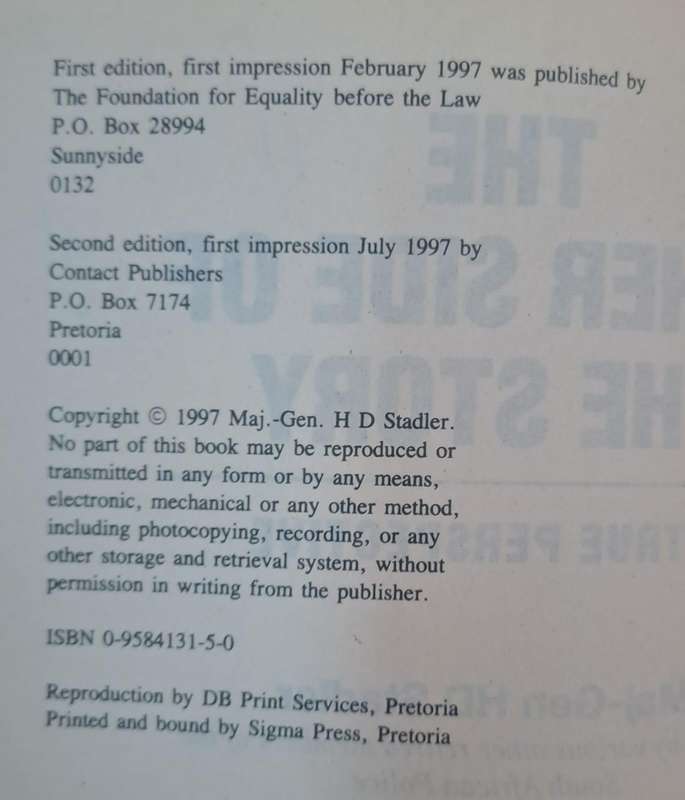 First edition, first impression February 1997 was published by
The Foundation for Equality before the Law
P.O. Box 28994
Sunnyside
0132
Second edition, first impression July 1997 by
Contact Publishers
P.O. Box 7174
Pretoria
0001
Copyright © 1997 Maj.-Gen. H D Stadler.
No part of this book may be reproduced or
transmitted in any form or by any means,
electronic, mechanical or any other method,
including photocopying, recording, or any
other storage and retrieval system, without
permission in writing from the publisher.
ISBN 0-9584131-5-0
Reproduction by DB Print Services, Pretoria
Printed and bound by Sigma Press, Pretoria